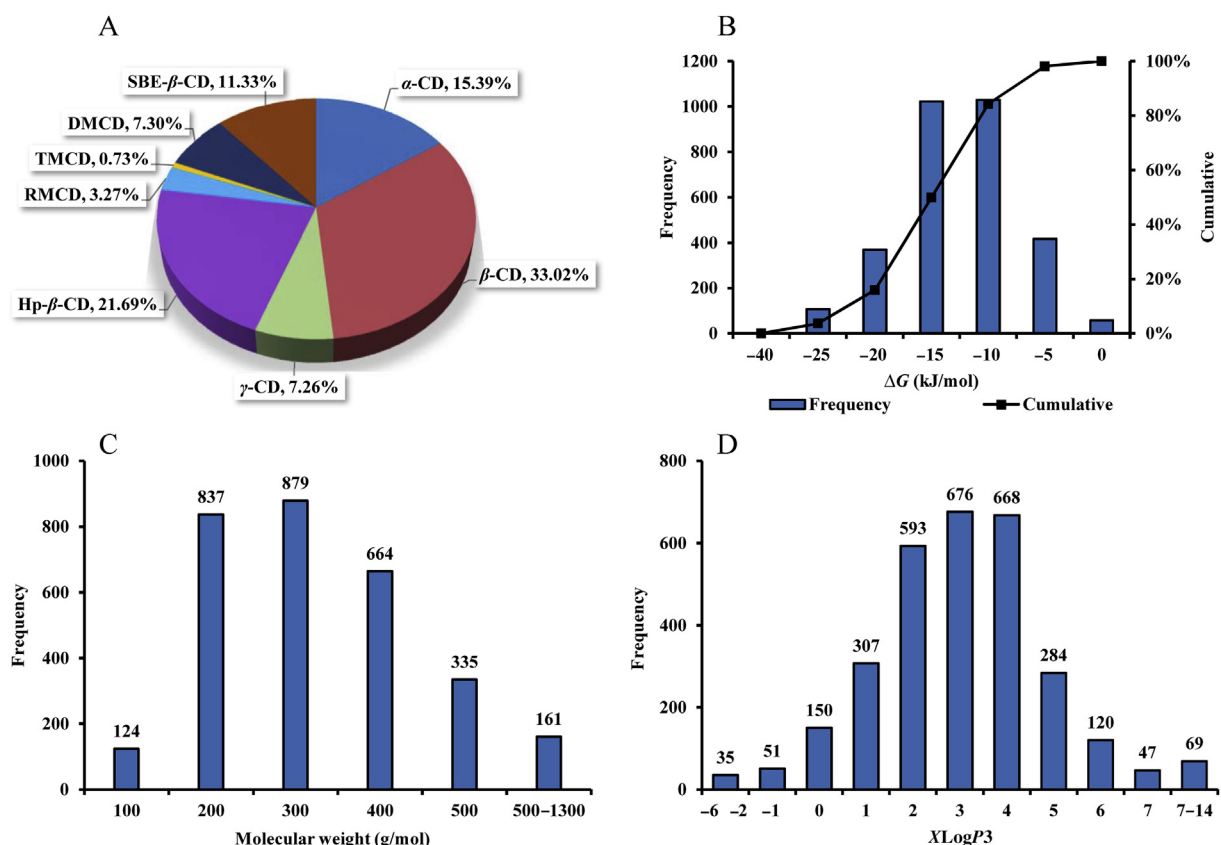 A
SBE-β-CD, 11.33%
α-CD, 15.39%
DMCD, 7.30%
TMCD, 0.73%
RMCD, 3.27%
β-CD, 33.02%
Hp-β-CD, 21.69%
γ-CD, 7.26%
B
1200
1000
800
600
400
200
0
Frequency
100%
80%
60%
40%
20%
0%
Cumulative
−40 −25 −20 −15 −10 −5 0
ΔG (kJ/mol)
Frequency Cumulative
C
1000
800
600
400
200
0
Frequency
124 837 879 664 335 161
100 200 300 400 500 500−1300
Molecular weight (g/mol)
D
800
600
400
200
0
Frequency
35 51 150 307 593 676 668 284 120 47 69
−6 −2 −1 0 1 2 3 4 5 6 7 7−14
XLogP3